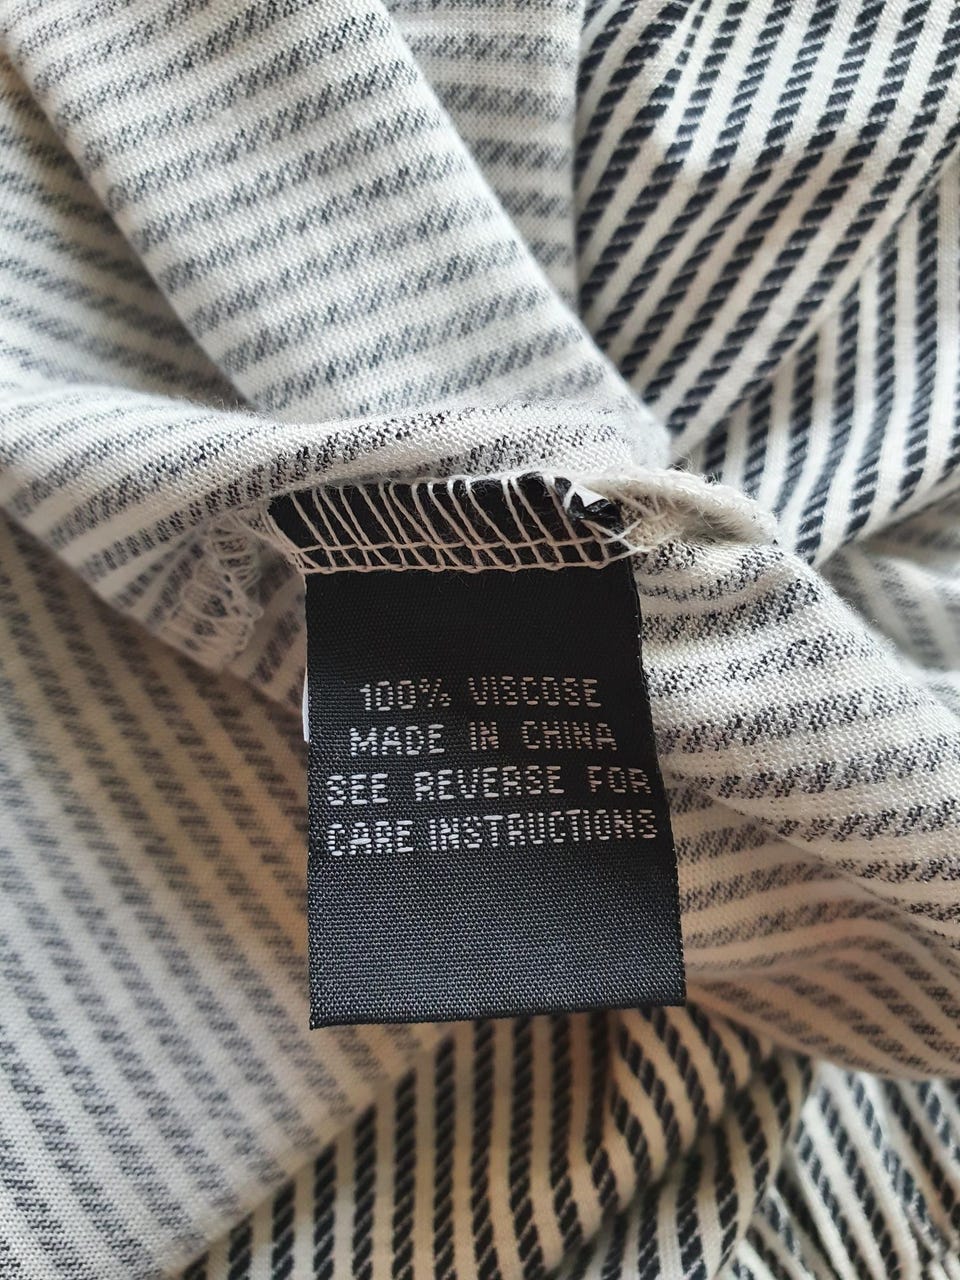 100% VISCOSE
MADE IN CHINA
SEE REVERSE FOR
CARE INSTRUCTIONS